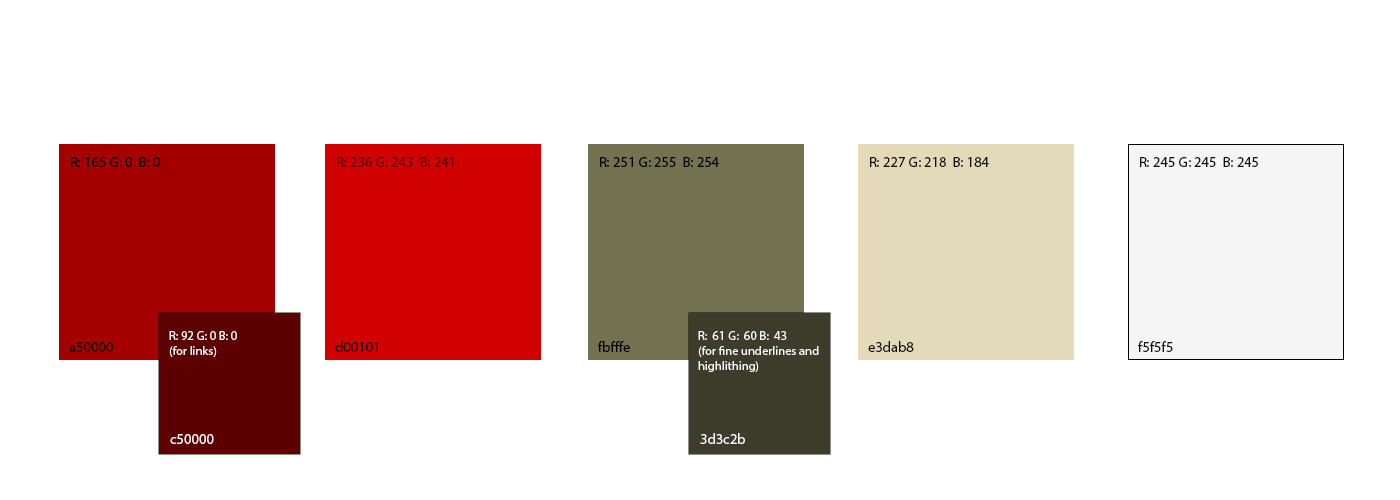 R: 165 G: 0 B: 0
a50000
R: 92 G: 0 B: 0
(for links)
c50000
R: 236 G: 243 B: 241
d00101
R: 251 G: 255 B: 254
fbfffe
R: 61 G: 60 B: 43
(for fine underlines and
highlithing)
3d3c2b
R: 227 G: 218 B: 184
e3dab8
R: 245 G: 245 B: 245
f5f5f5